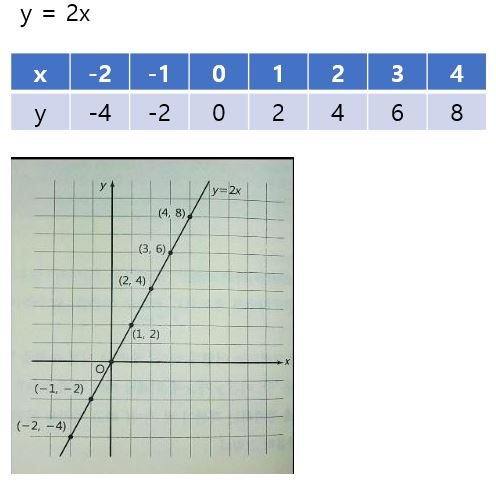 y = 2x
x -2 -1 0 1 2 3 4
y -4 -2 0 2 4 6 8
y
y=2x
(4, 8)
(3, 6)
(2, 4)
(1, 2)
O
x
(−1, −2)
(−2, −4)